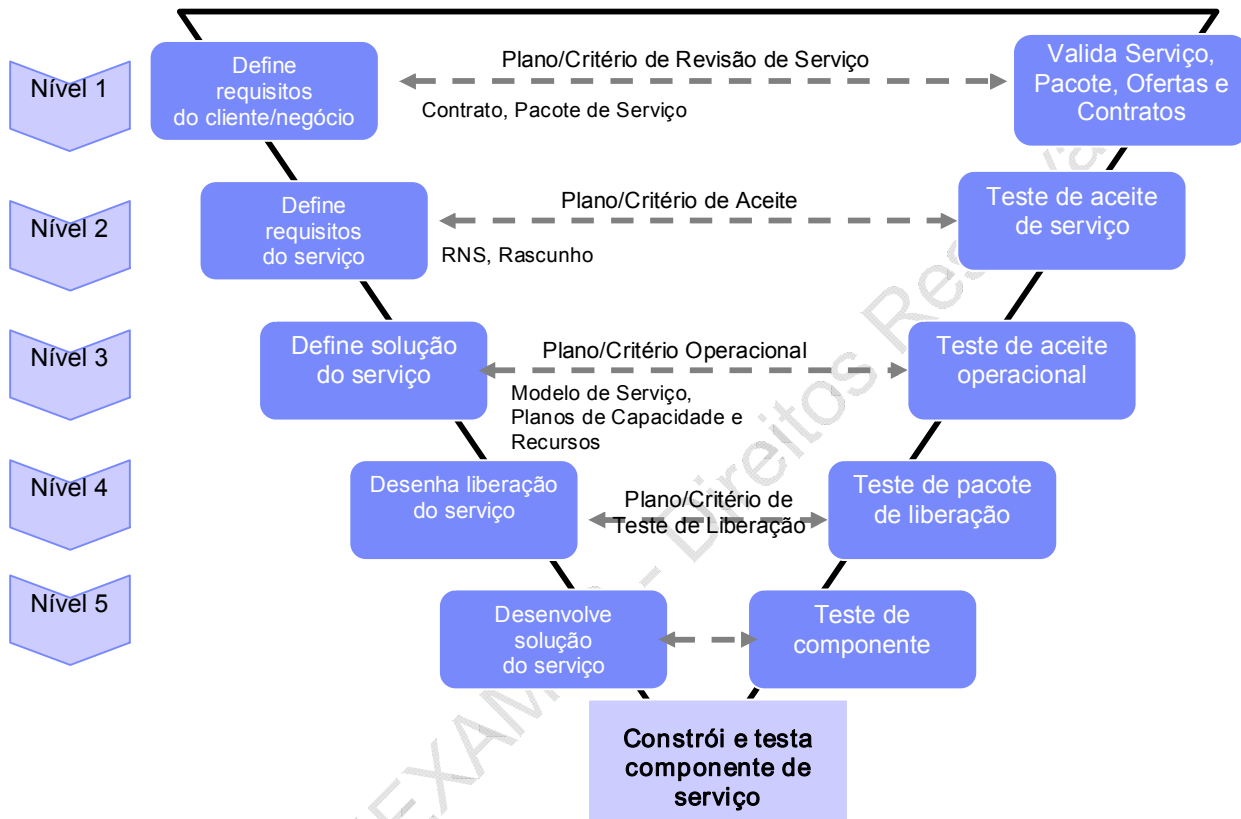 Nível 1
Define
requisitos
do cliente/negócio
Plano/Critério de Revisão de Serviço
Contrato, Pacote de Serviço
Valida Serviço,
Pacote, Ofertas e
Contratos
Nível 2
Define
requisitos
do serviço
Plano/Critério de Aceite
RNS, Rascunho
Teste de aceite
de serviço
Nível 3
Define solução
do serviço
Plano/Critério Operacional
Modelo de Serviço,
Planos de Capacidade e
Recursos
Teste de aceite
operacional
Nível 4
Desenha liberação
do serviço
Plano/Critério de
Teste de Liberação
Teste de pacote
de liberação
Nível 5
Desenvolve
solução
do serviço
Teste de
componente
Constrói e testa
componente de
serviço
- Direitos